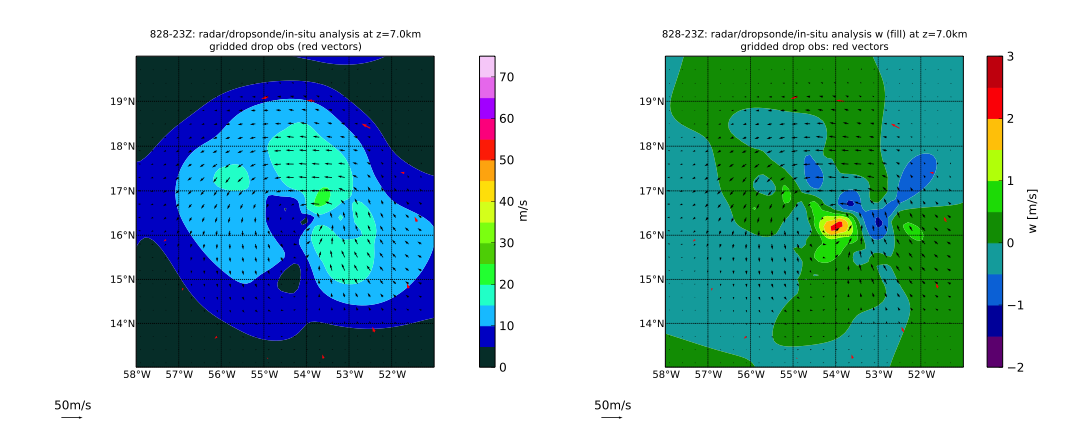 828-23Z: radar/dropsonde/in-situ analysis at z=7.0km
gridded drop obs (red vectors)
19°N
18°N
17°N
16°N
15°N
14°N
58°W 57°W 56°W 55°W 54°W 53°W 52°W
70
60
50
40
30
20
10
0
m/s
50m/s
828-23Z: radar/dropsonde/in-situ analysis w (fill) at z=7.0km
gridded drop obs: red vectors
19°N
18°N
17°N
16°N
15°N
14°N
58°W 57°W 56°W 55°W 54°W 53°W 52°W
3
2
1
0
−1
−2
w [m/s]
50m/s